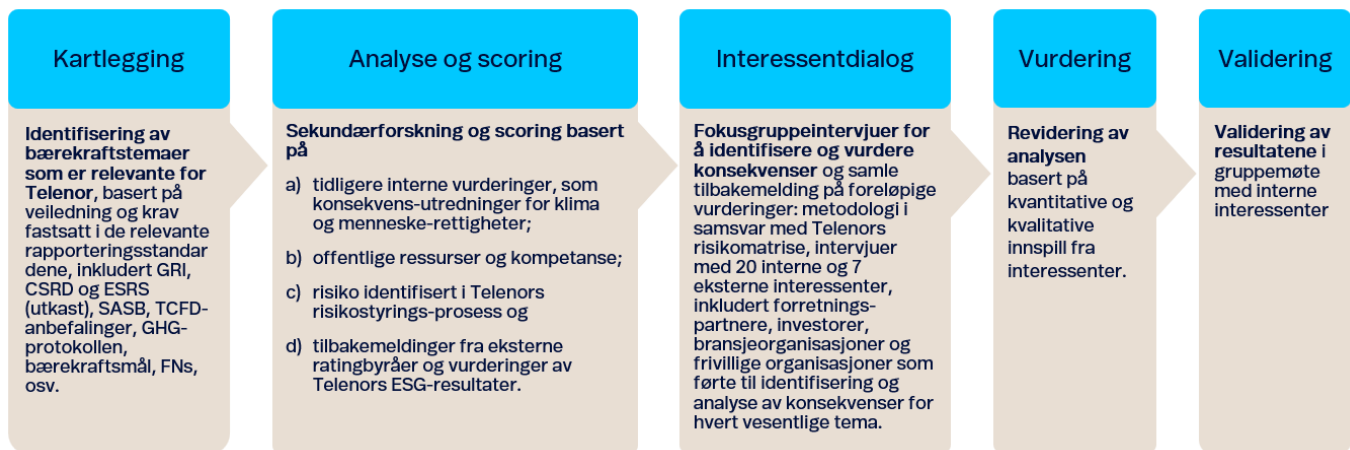 Kartlegging
Identifisering av
bærekraftstemaer
som er relevante for
Telenor, basert på
veiledning og krav
fastsatt i de relevante
rapporteringsstandar
dene, inkludert GRI,
CSRD og ESRS
(utkast), SASB, TCFD-
anbefalinger, GHG-
protokollen,
bærekraftsmål, FNs,
osv.
Analyse og scoring
Sekundærforskning og scoring basert
på
a) tidligere interne vurderinger, som
konsekvens-utredninger for klima
og menneske-rettigheter;
b) offentlige ressurser og kompetanse;
c) risiko identifisert i Telenors
risikostyrings-prosess og
d) tilbakemeldinger fra eksterne
ratingbyråer og vurderinger av
Telenors ESG-resultater.
Interessentdialog
Fokusgruppeintervjuer for
å identifisere og vurdere
konsekvenser og samle
tilbakemelding på foreløpige
vurderinger: metodologi i
samsvar med Telenors
risikomatrise, intervjuer
med 20 interne og 7
eksterne interessenter,
inkludert forretnings-
partnere, investorer,
bransjeorganisasjoner og
frivillige organisasjoner som
førte til identifisering og
analyse av konsekvenser for
hvert vesentlige tema.
Vurdering
Revidering av
analysen
basert på
kvantitative og
kvalitative
innspill fra
interessenter.
Validering
Validering av
resultatene i
gruppemøte
med interne
interessenter